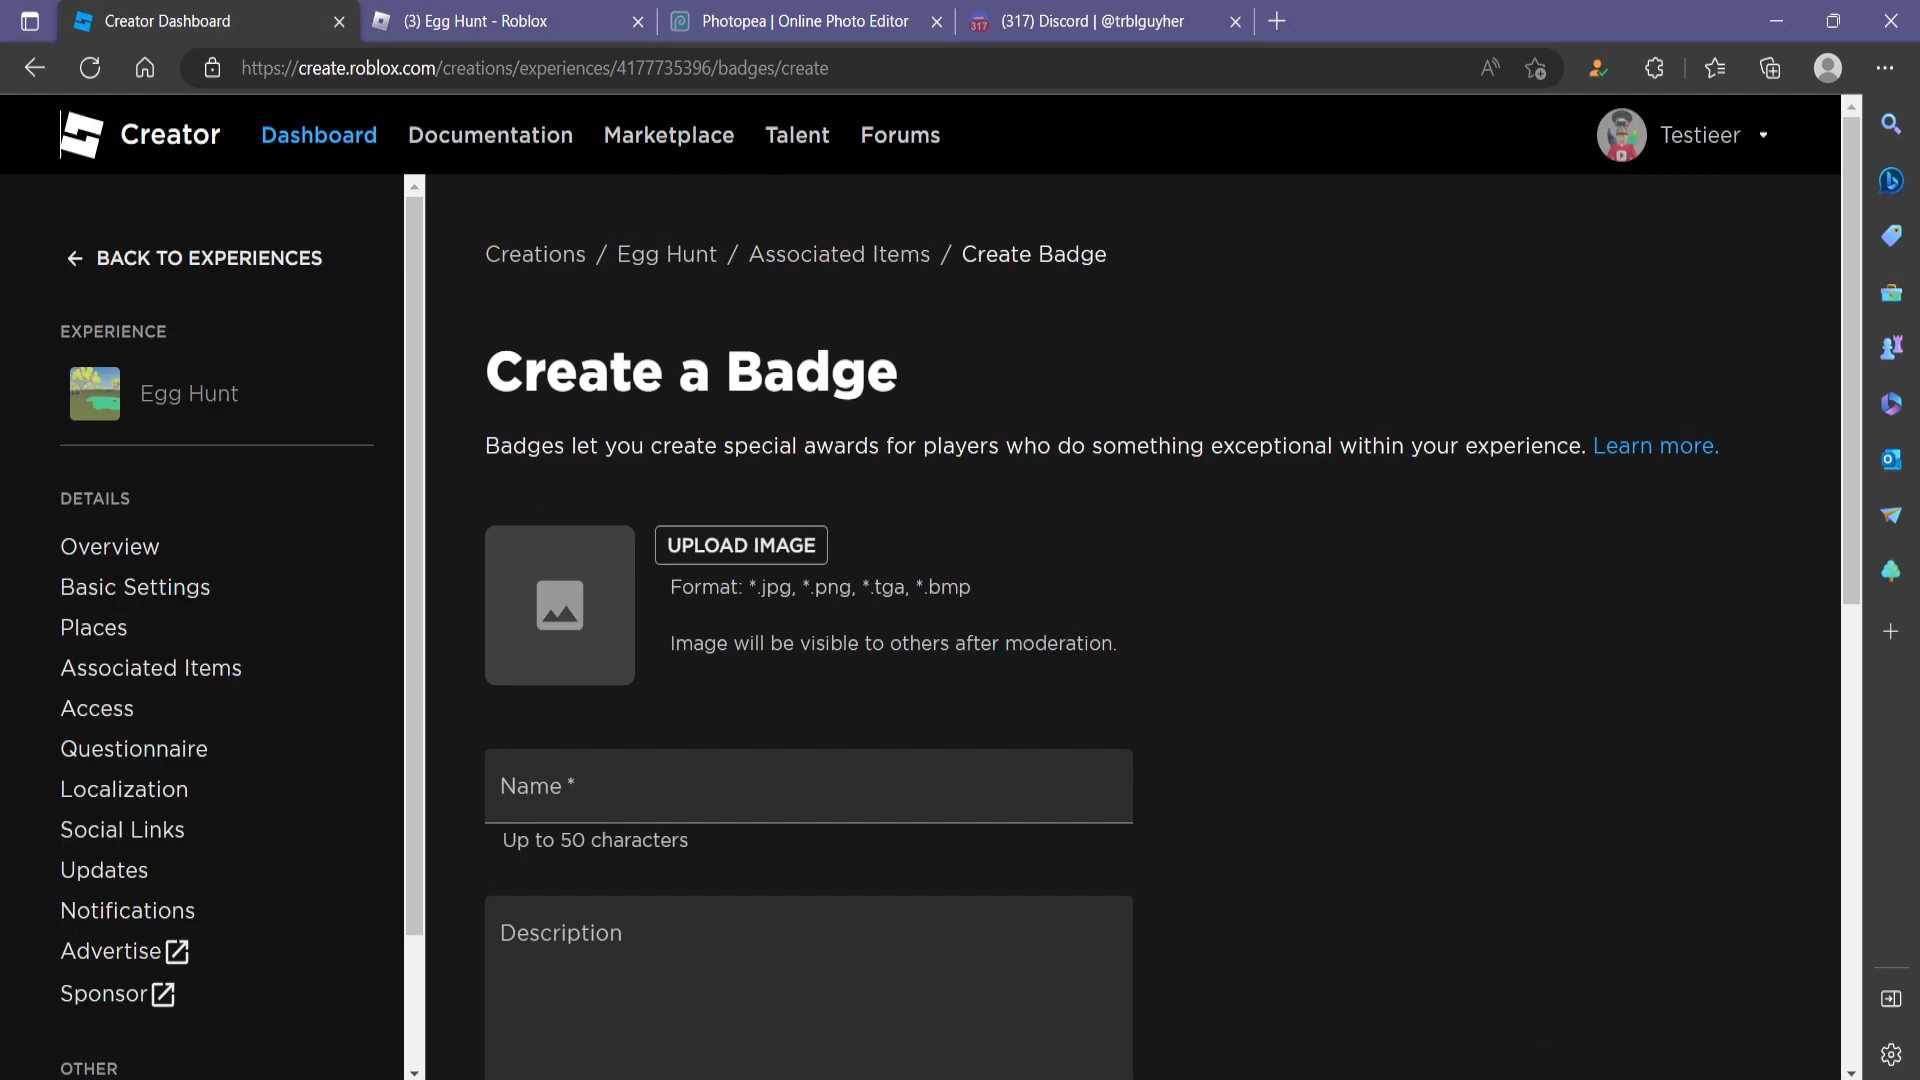 Creator Dashboard
(3) Egg Hunt - Roblox
Photopea | Online Photo Editor
317
(317) Discord | @trblguyher
https://create.roblox.com/creations/experiences/4177735396/badges/create
Creator
Dashboard
Documentation
Marketplace
Talent
Forums
Testieer
BACK TO EXPERIENCES
EXPERIENCE
Egg Hunt
DETAILS
Overview
Basic Settings
Places
Associated Items
Access
Questionnaire
Localization
Social Links
Updates
Notifications
Advertise
Sponsor
OTHER
Creations / Egg Hunt / Associated Items / Create Badge
Create a Badge
Badges let you create special awards for players who do something exceptional within your experience. Learn more.
UPLOAD IMAGE
Format: *.jpg, *.png, *.tga, *.bmp
Image will be visible to others after moderation.
Name *
Up to 50 characters
Description